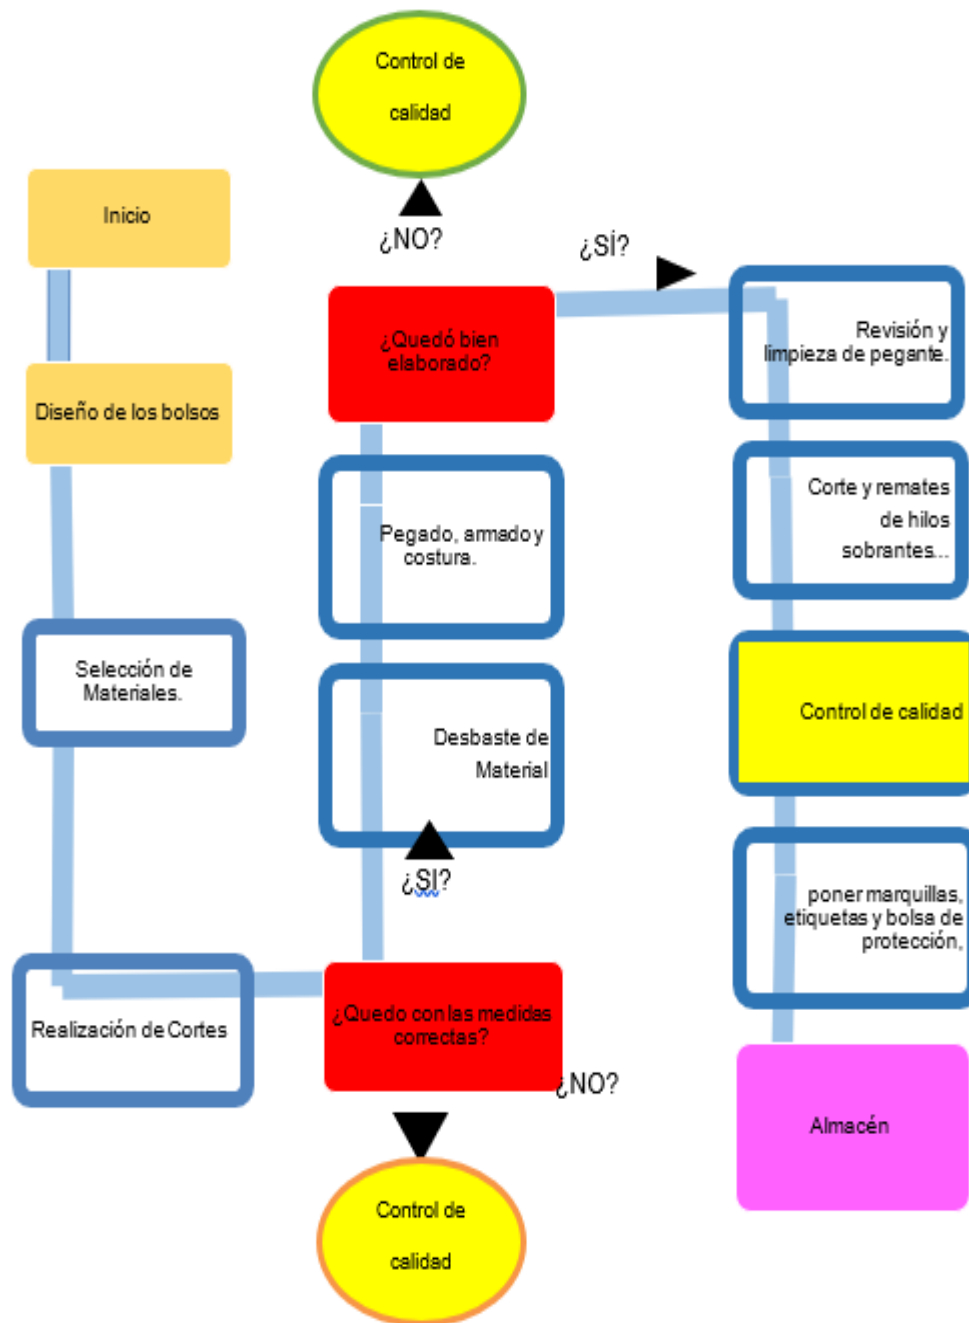 Inicio
Diseño de los bolsos
Selección de
Materiales.
Realización de Cortes
¿Quedo con las medidas
correctas?
¿NO?
Control de
calidad
¿SI?
Desbaste de
Material
Pegado, armado y
costura.
¿Quedó bien
elaborado?
¿NO?
Control de
calidad
¿SÍ?
Revisión y
limpieza de pegante.
Corte y remates
de hilos
sobrantes...
Control de calidad
poner marquillas,
etiquetas y bolsa de
protección,
Almacén